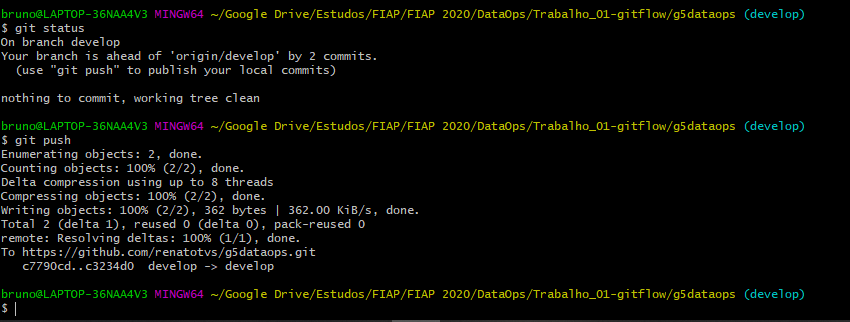 bruno@LAPTOP-36NAA4V3 MINGW64 ~/Google Drive/Estudos/FIAP/FIAP 2020/DataOps/Trabalho_01-gitflow/g5dataops (develop)
$ git status
On branch develop
Your branch is ahead of 'origin/develop' by 2 commits.
  (use "git push" to publish your local commits)

nothing to commit, working tree clean

bruno@LAPTOP-36NAA4V3 MINGW64 ~/Google Drive/Estudos/FIAP/FIAP 2020/DataOps/Trabalho_01-gitflow/g5dataops (develop)
$ git push
Enumerating objects: 2, done.
Counting objects: 100% (2/2), done.
Delta compression using up to 8 threads
Compressing objects: 100% (2/2), done.
Writing objects: 100% (2/2), 362 bytes | 362.00 KiB/s, done.
Total 2 (delta 1), reused 0 (delta 0), pack-reused 0
remote: Resolving deltas: 100% (1/1), done.
To https://github.com/renatotvs/g5dataops.git
   c7790cd..c3234d0  develop -> develop

bruno@LAPTOP-36NAA4V3 MINGW64 ~/Google Drive/Estudos/FIAP/FIAP 2020/DataOps/Trabalho_01-gitflow/g5dataops (develop)
$